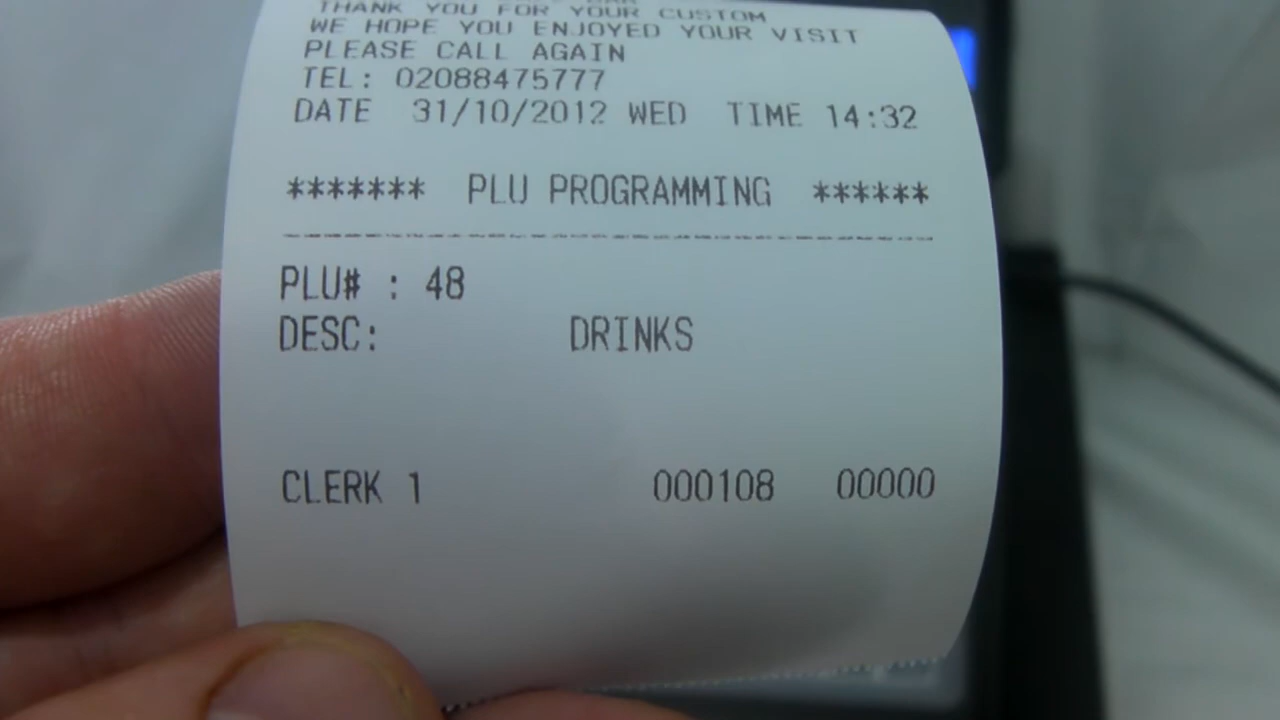 THANK YOU FOR YOUR CUSTOM
WE HOPE YOU ENJOYED YOUR VISIT
PLEASE CALL AGAIN
TEL: 02088475777
DATE 31/10/2012 WED TIME 14:32
******* PLU PROGRAMMING ******
PLU# : 48
DESC: DRINKS
CLERK 1 000108 00000